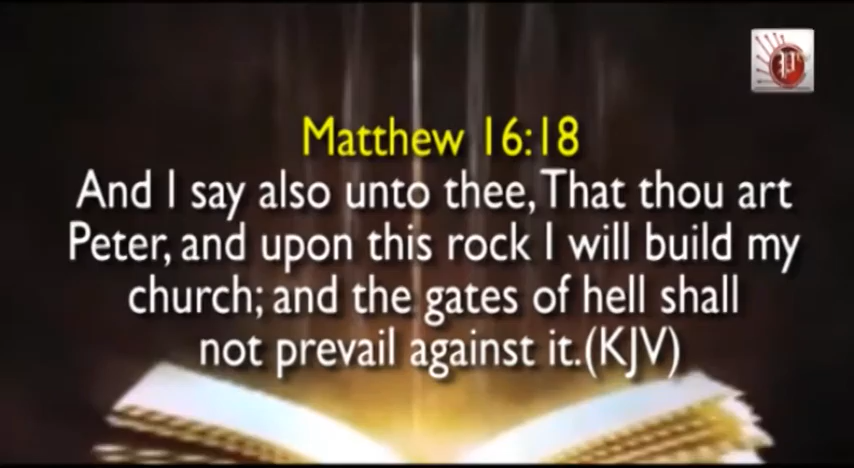 Matthew 16:18
And I say also unto thee, That thou art
Peter, and upon this rock I will build my
church; and the gates of hell shall
not prevail against it.(KJV)
P